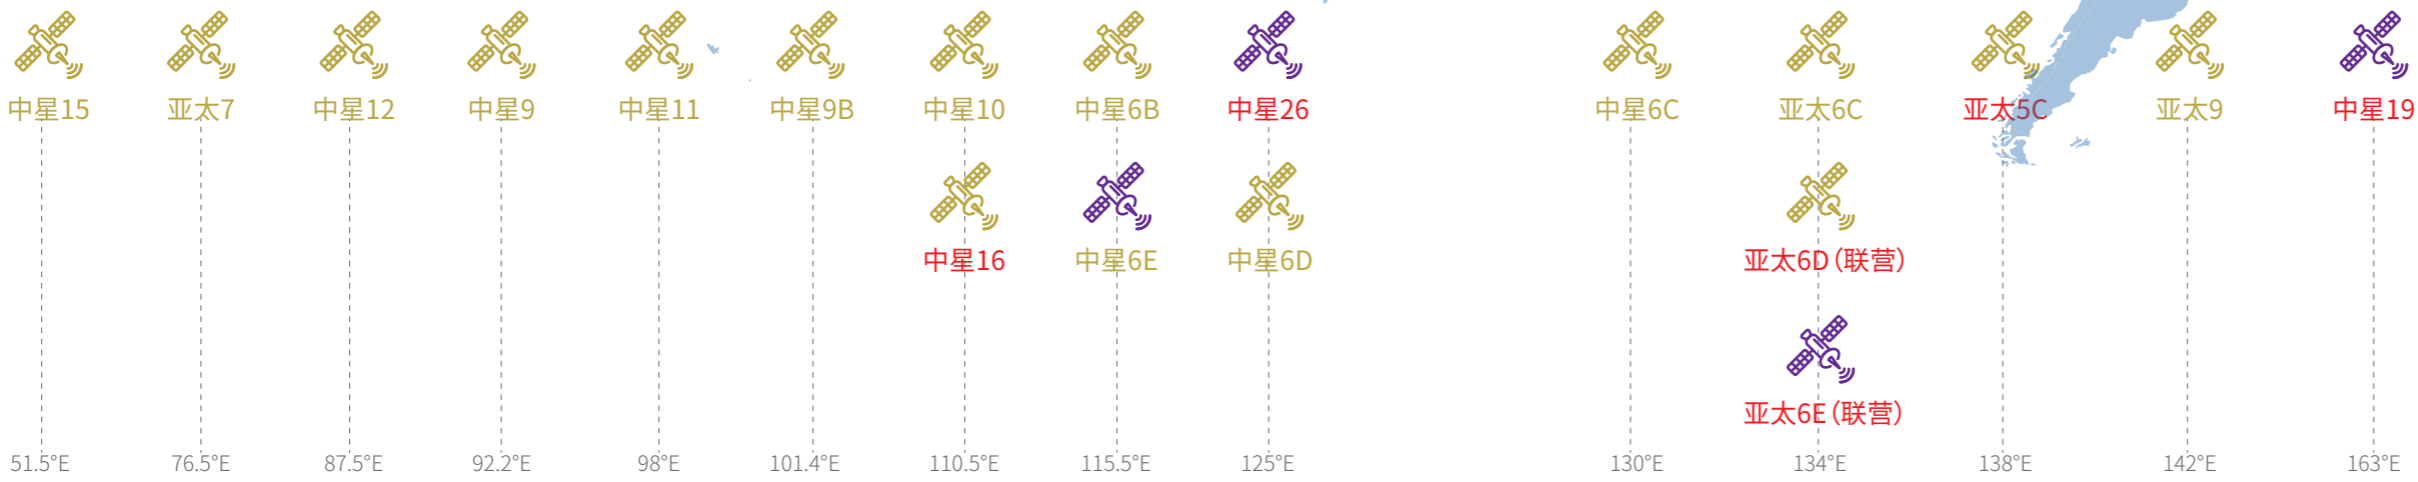 中星15
亚太7
中星12
中星9
中星11
中星9B
中星10
中星6B
中星26
中星6C
亚太6C
亚太5C
亚太9
中星19
中星16
中星6E
中星6D
亚太6D（联营）
亚太6E（联营）
51.5°E
76.5°E
87.5°E
92.2°E
98°E
101.4°E
110.5°E
115.5°E
125°E
130°E
134°E
138°E
142°E
163°E